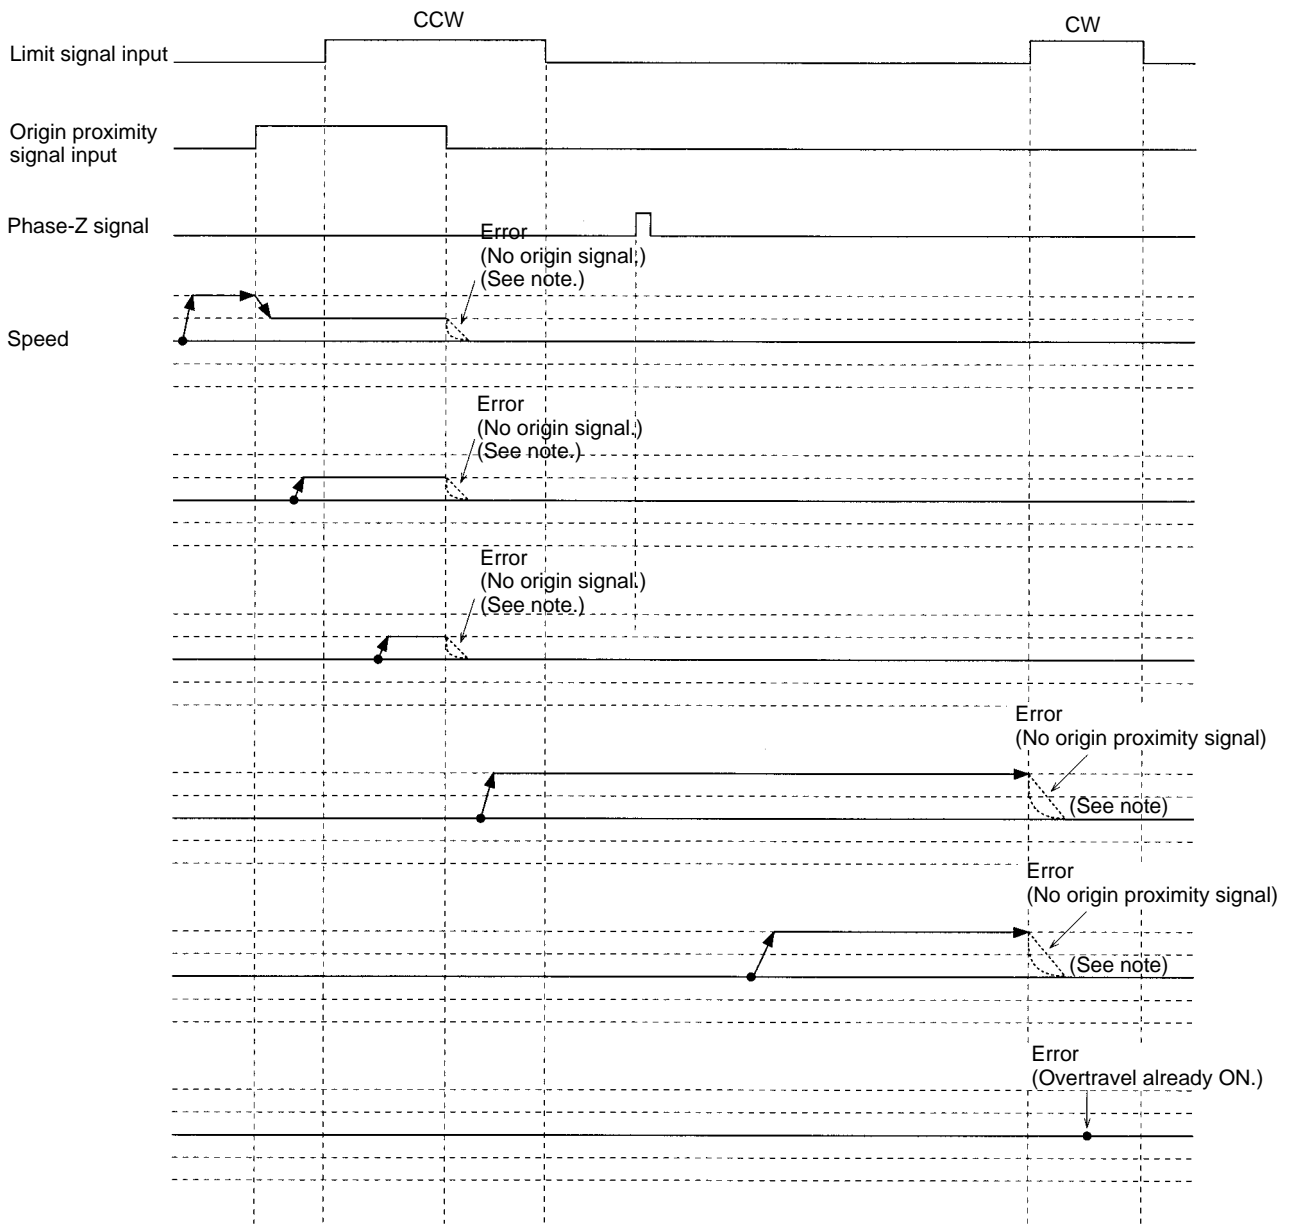 CCW
CW
Limit signal input
Origin proximity
signal input
Phase-Z signal
Error
(No origin signal.)
(See note.)
Speed
Error
(No origin signal.)
(See note.)
Error
(No origin signal.)
(See note.)
Error
(No origin proximity signal)
(See note)
Error
(No origin proximity signal)
(See note)
Error
(Overtravel already ON.)